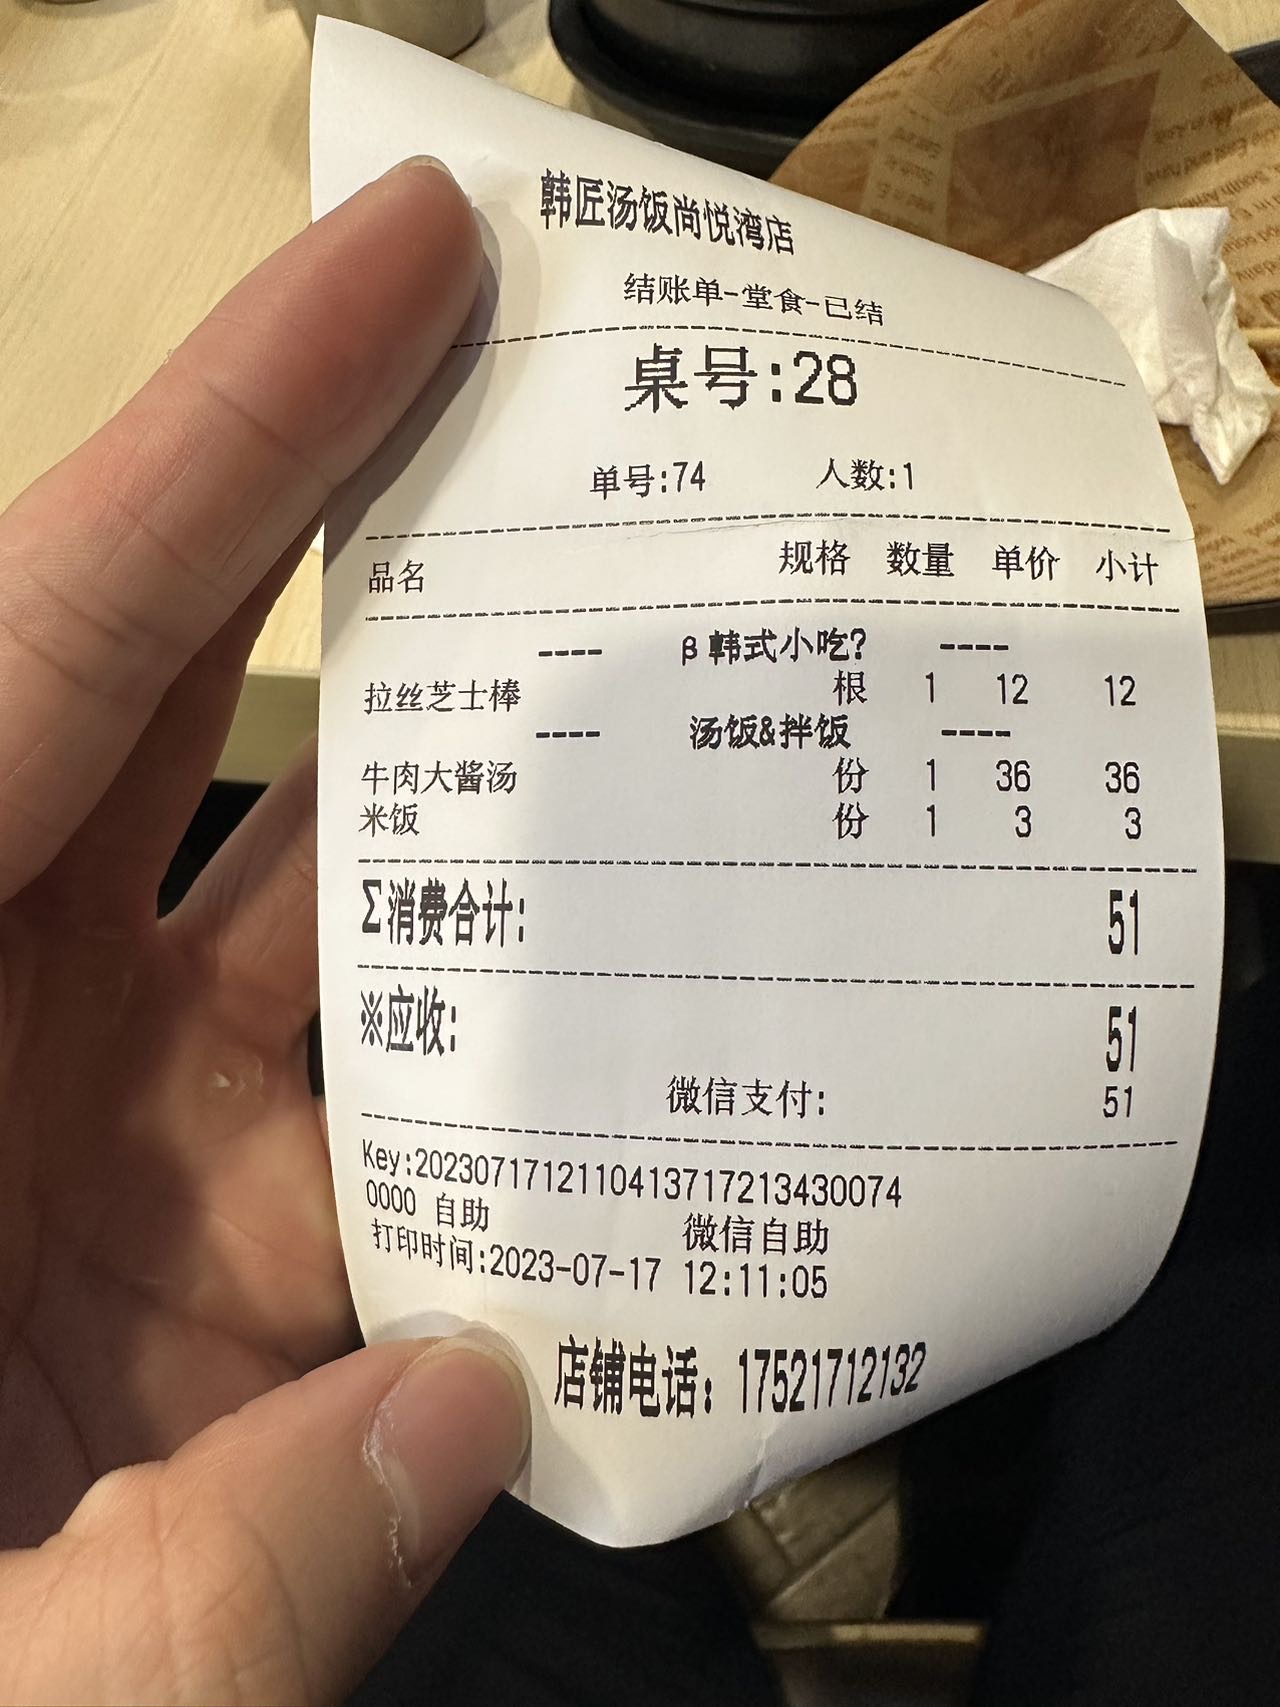 韩匠汤饭尚悦湾店
结账单-堂食-已结
桌号:28
单号:74 人数:1
品名 规格 数量 单价 小计
---- β韩式小吃? ----
拉丝芝士棒 根 1 12 12
---- 汤饭&拌饭 ----
牛肉大酱汤 份 1 36 36
米饭 份 1 3 3
Σ消费合计: 51
※应收: 51
微信支付: 51
Key:2023071712110413717213430074
0000 自助 微信自助
打印时间:2023-07-17 12:11:05
店铺电话：17521712132